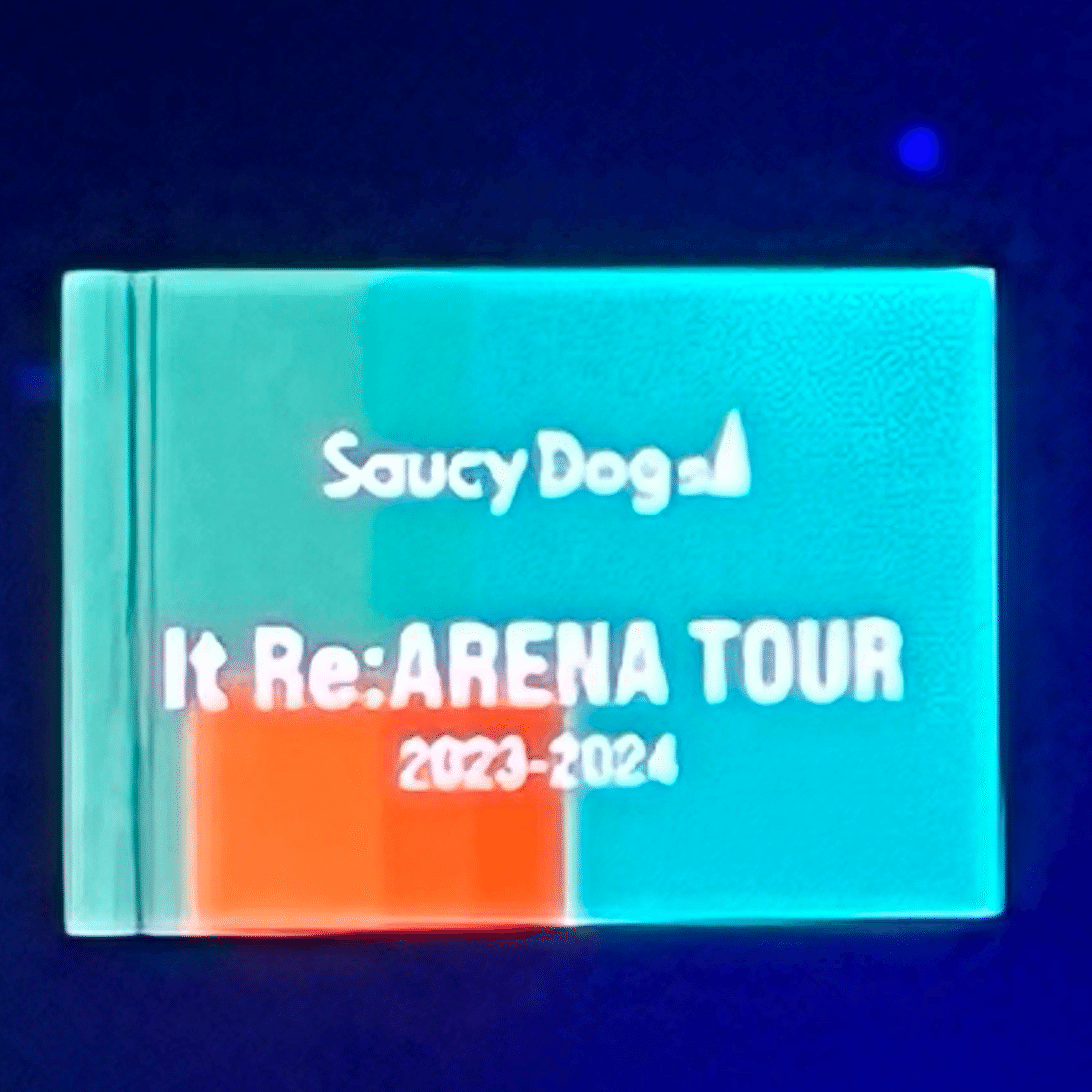 Saucy Dog
It Re:ARENA TOUR
2023-2024